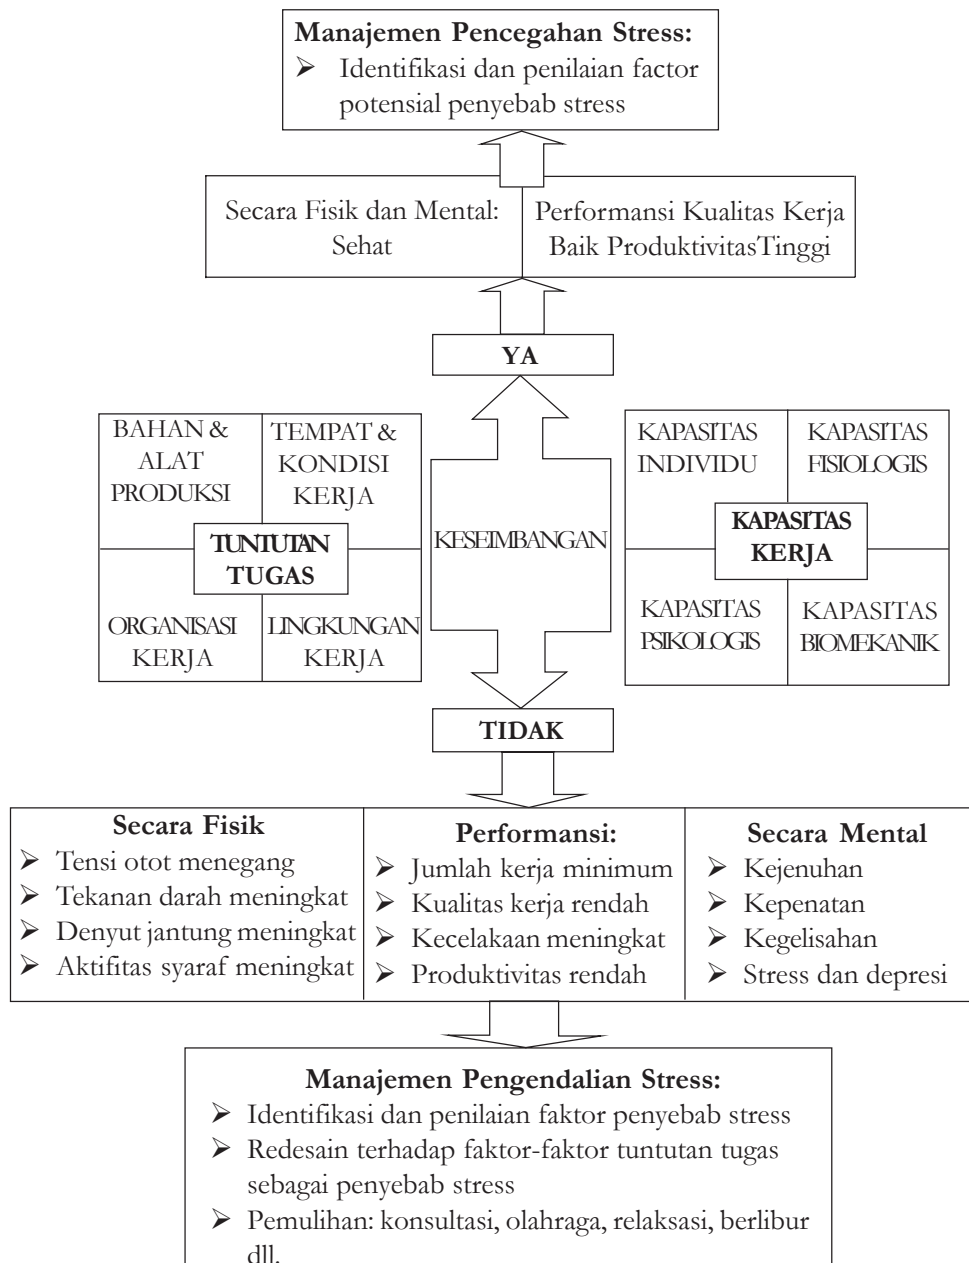 Manajemen Pencegahan Stress:
➢ Identifikasi dan penilaian factor
potensial penyebab stress
Secara Fisik dan Mental:
Sehat
Performansi Kualitas Kerja
Baik ProduktivitasTinggi
YA
BAHAN &
ALAT
PRODUKSI
TEMPAT &
KONDISI
KERJA
TUNTUTAN
TUGAS
ORGANISASI
KERJA
LINGKUNGAN
KERJA
KESEIMBANGAN
KAPASITAS
INDIVIDU
KAPASITAS
FISIOLOGIS
KAPASITAS
KERJA
KAPASITAS
PSIKOLOGIS
KAPASITAS
BIOMEKANIK
TIDAK
Secara Fisik
➢ Tensi otot menegang
➢ Tekanan darah meningkat
➢ Denyut jantung meningkat
➢ Aktifitas syaraf meningkat
Performansi:
➢ Jumlah kerja minimum
➢ Kualitas kerja rendah
➢ Kecelakaan meningkat
➢ Produktivitas rendah
Secara Mental
➢ Kejenuhan
➢ Kepenatan
➢ Kegelisahan
➢ Stress dan depresi
Manajemen Pengendalian Stress:
➢ Identifikasi dan penilaian faktor penyebab stress
➢ Redesain terhadap faktor-faktor tuntutan tugas
sebagai penyebab stress
➢ Pemulihan: konsultasi, olahraga, relaksasi, berlibur
dll.